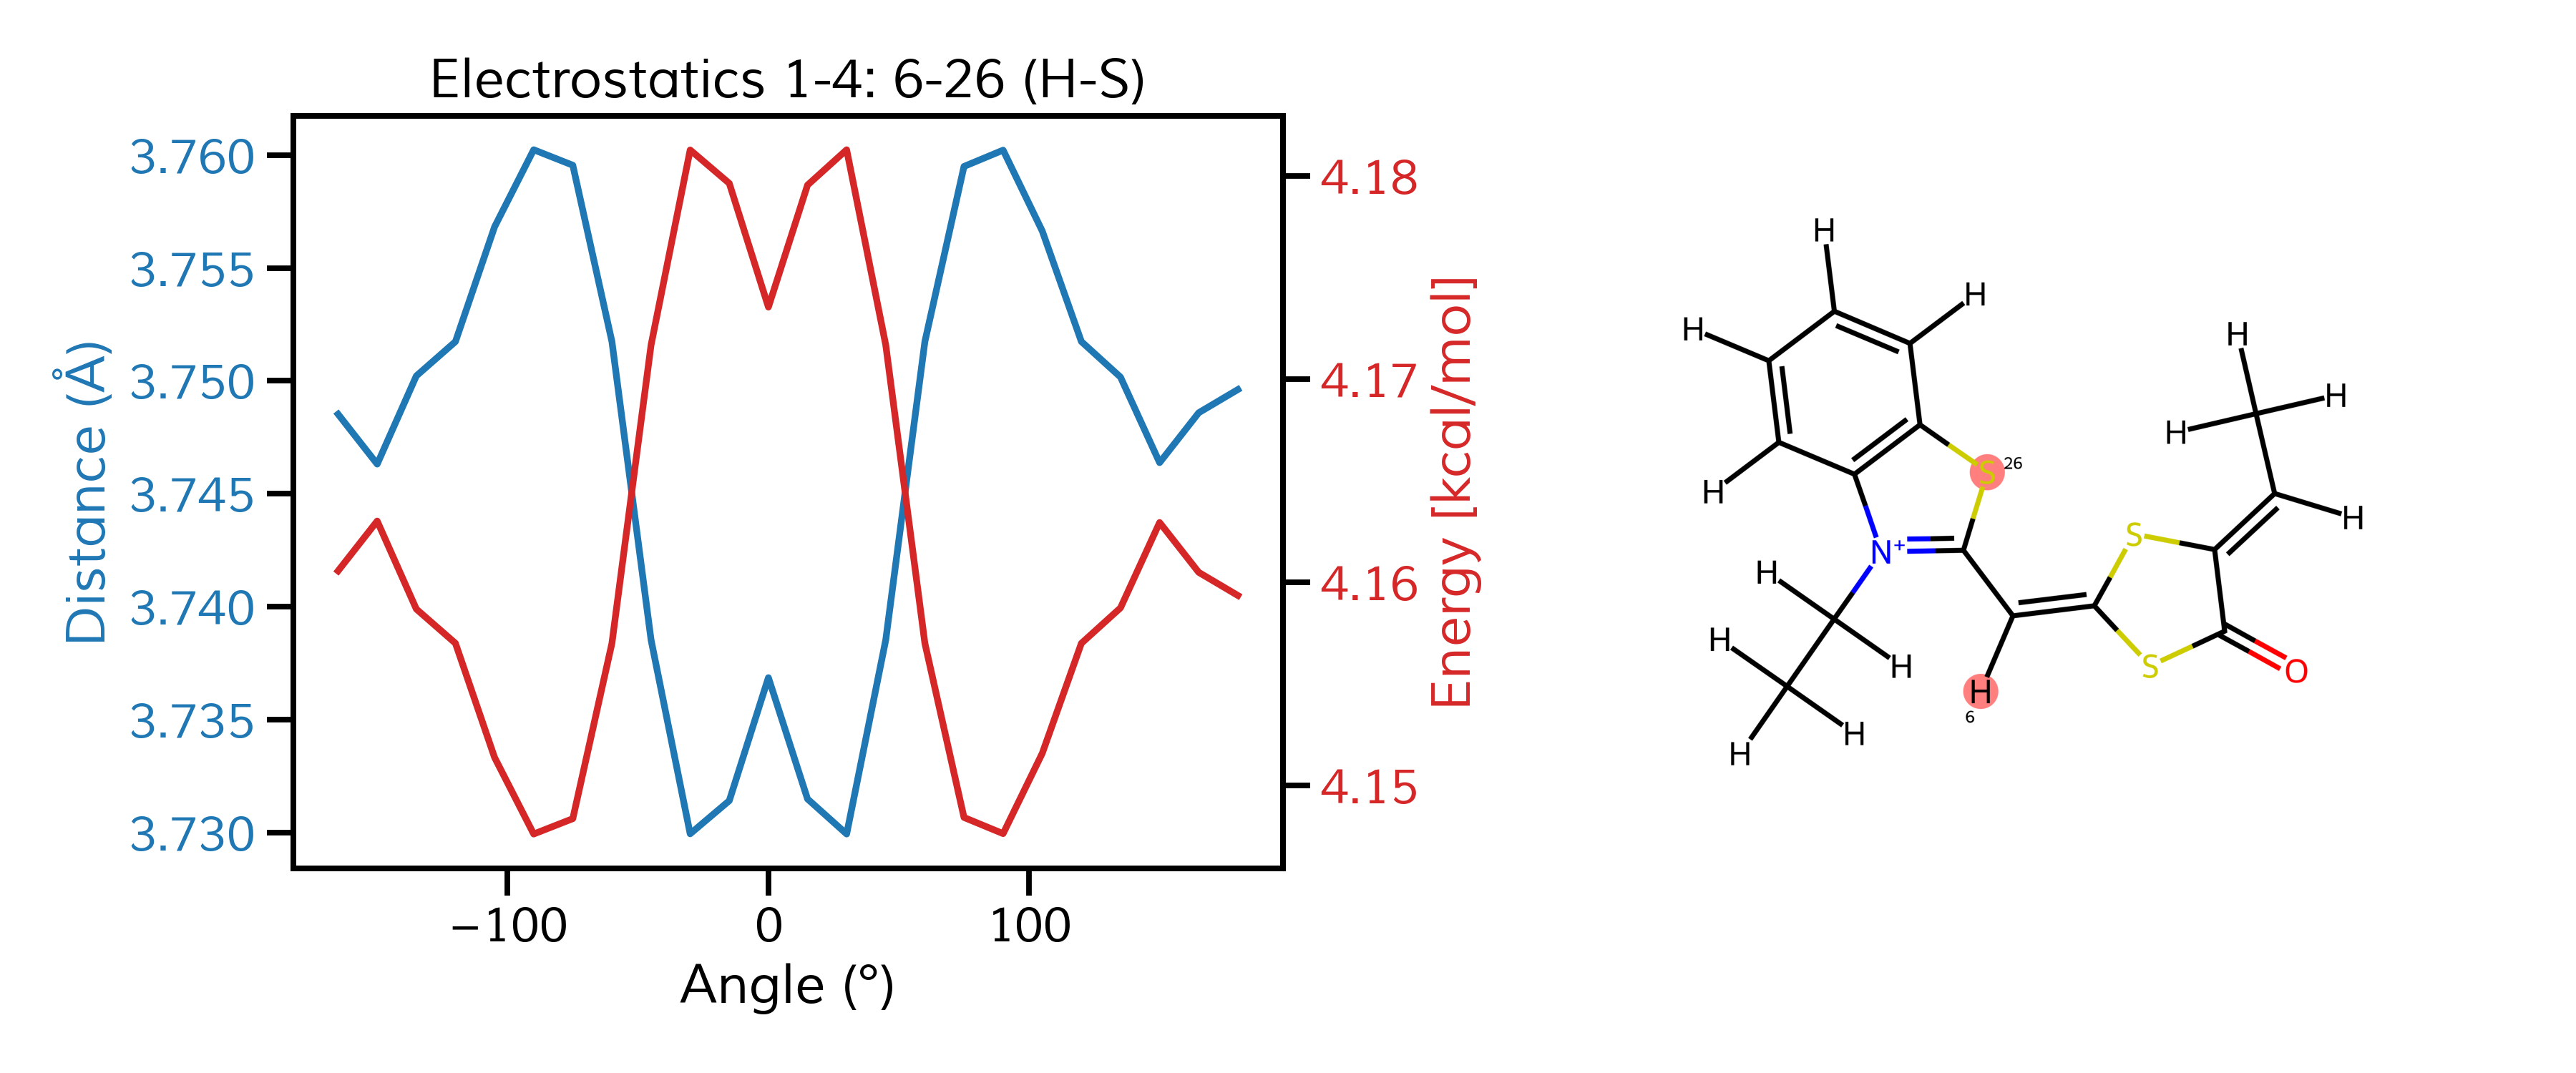 Electrostatics 1-4: 6-26 (H-S)
Distance (Å)
3.760
3.755
3.750
3.745
3.740
3.735
3.730
4.18
4.17
4.16
4.15
Energy [kcal/mol]
−100 0 100
Angle (°)
H
H
H
H
H
H
S 26
H
H
S
H
N+
H
H
S
H
O
H
6
H
H